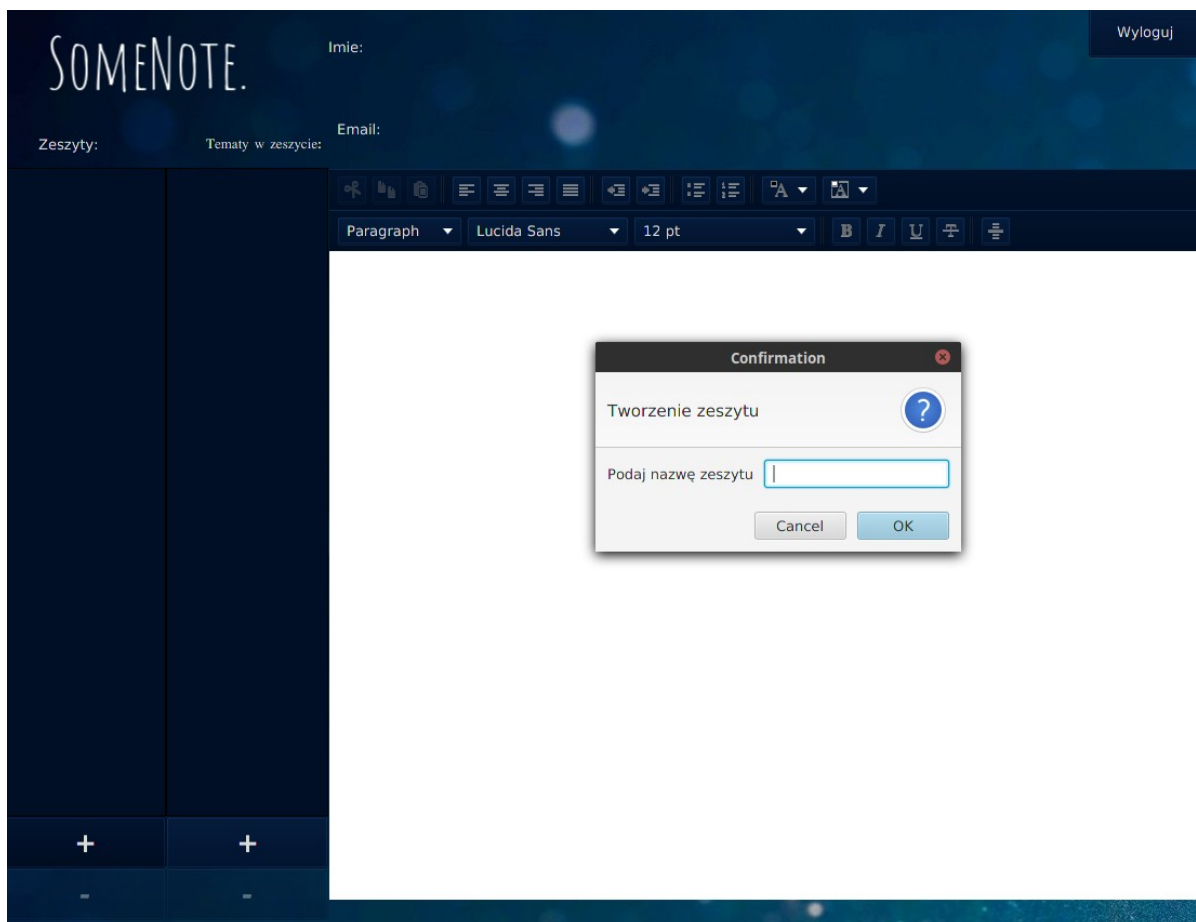 SOMENOTE.
Imie:
Wyloguj
Email:
Zeszyty:
Tematy w zeszycie:
Paragraph
Lucida Sans
12 pt
B I U T
Confirmation
Tworzenie zeszytu
?
Podaj nazwę zeszytu
Cancel
OK
+ +
- -